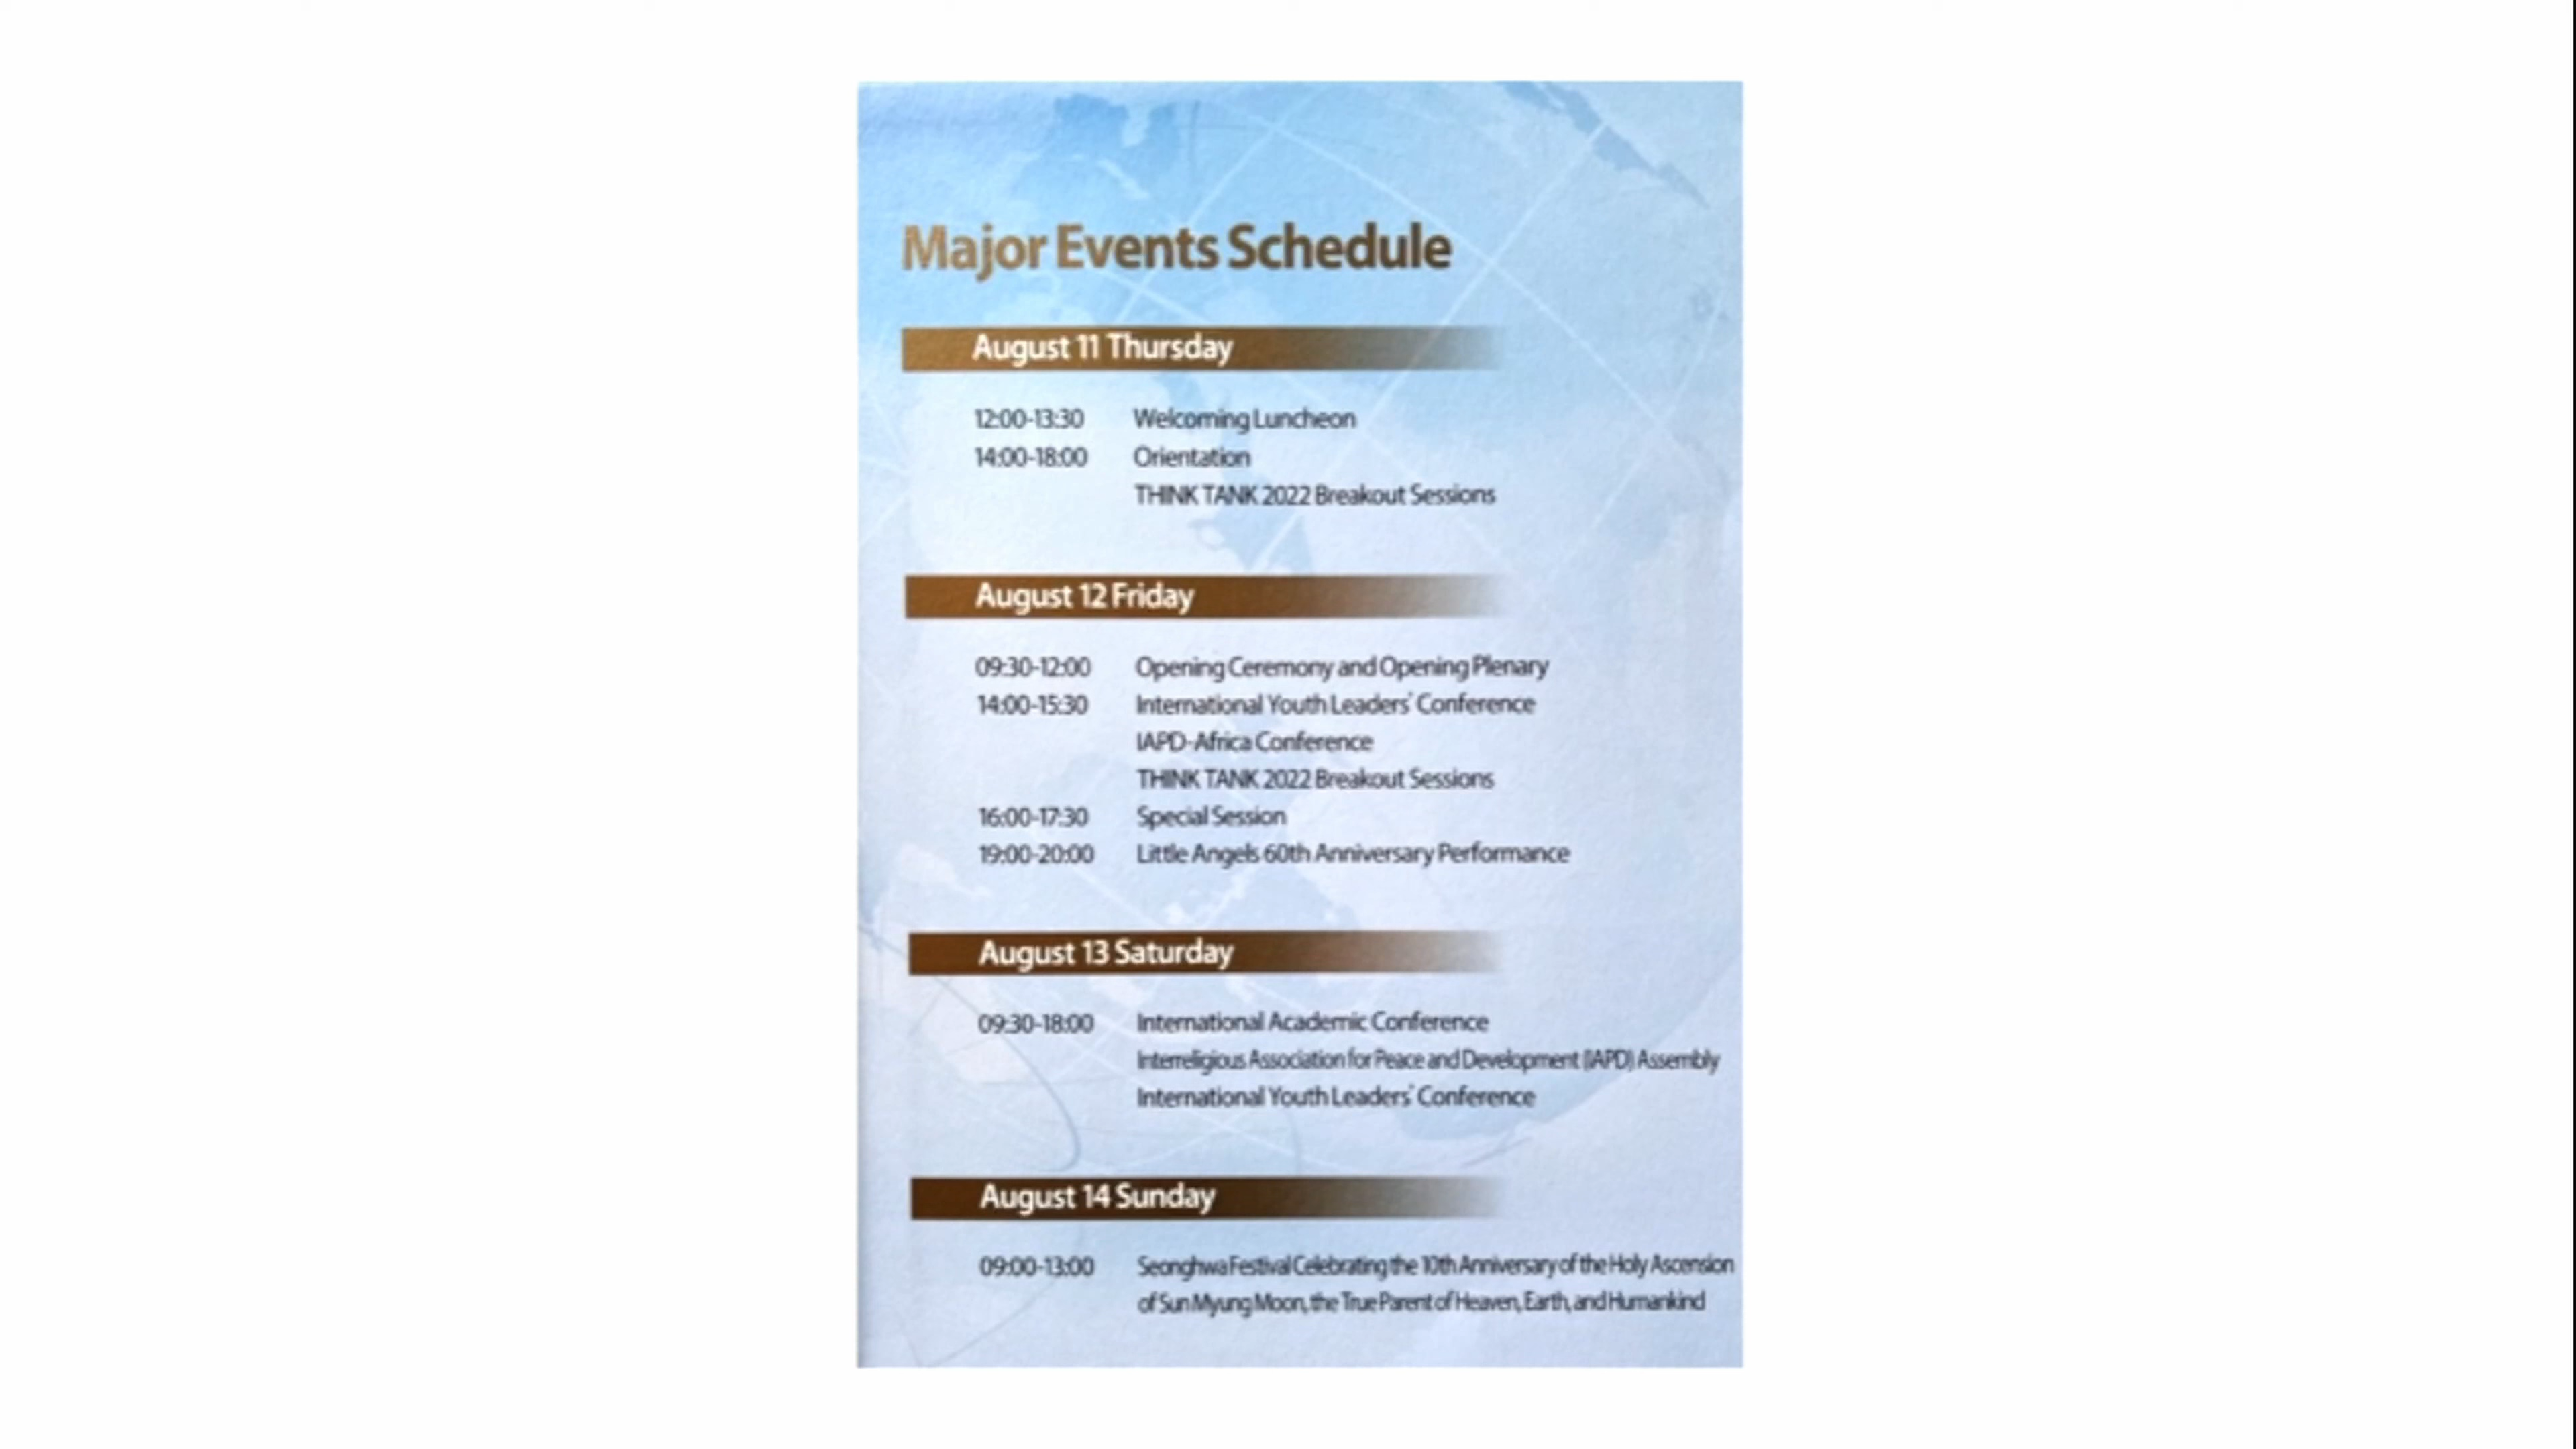 Major Events Schedule
August 11 Thursday
12:00-13:30 Welcoming Luncheon
14:00-18:00 Orientation
THINK TANK 2022 Breakout Sessions
August 12 Friday
09:30-12:00 Opening Ceremony and Opening Plenary
14:00-15:30 International Youth Leaders' Conference
IAPD-Africa Conference
THINK TANK 2022 Breakout Sessions
16:00-17:30 Special Session
19:00-20:00 Little Angels 60th Anniversary Performance
August 13 Saturday
09:30-18:00 International Academic Conference
Interreligious Association for Peace and Development (IAPD) Assembly
International Youth Leaders' Conference
August 14 Sunday
09:00-13:00 Seonghwa Festival Celebrating the 10th Anniversary of the Holy Ascension
of Sun Myung Moon, the True Parent of Heaven, Earth, and Humankind